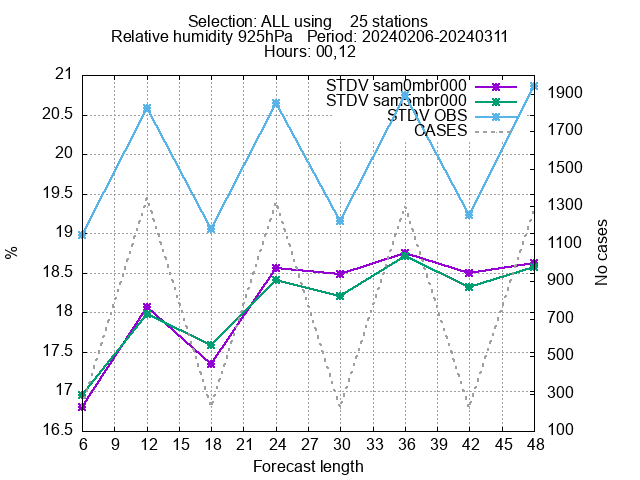 Selection: ALL using 25 stations
Relative humidity 925hPa Period: 20240206-20240311
Hours: 00,12
STDV sam0mbr000
STDV sam3mbr000
STDV OBS
CASES
21
20.5
20
19.5
19
18.5
18
17.5
17
16.5
%
1900
1700
1500
1300
1100
900
700
500
300
100
No cases
6 9 12 15 18 21 24 27 30 33 36 39 42 45 48
Forecast length